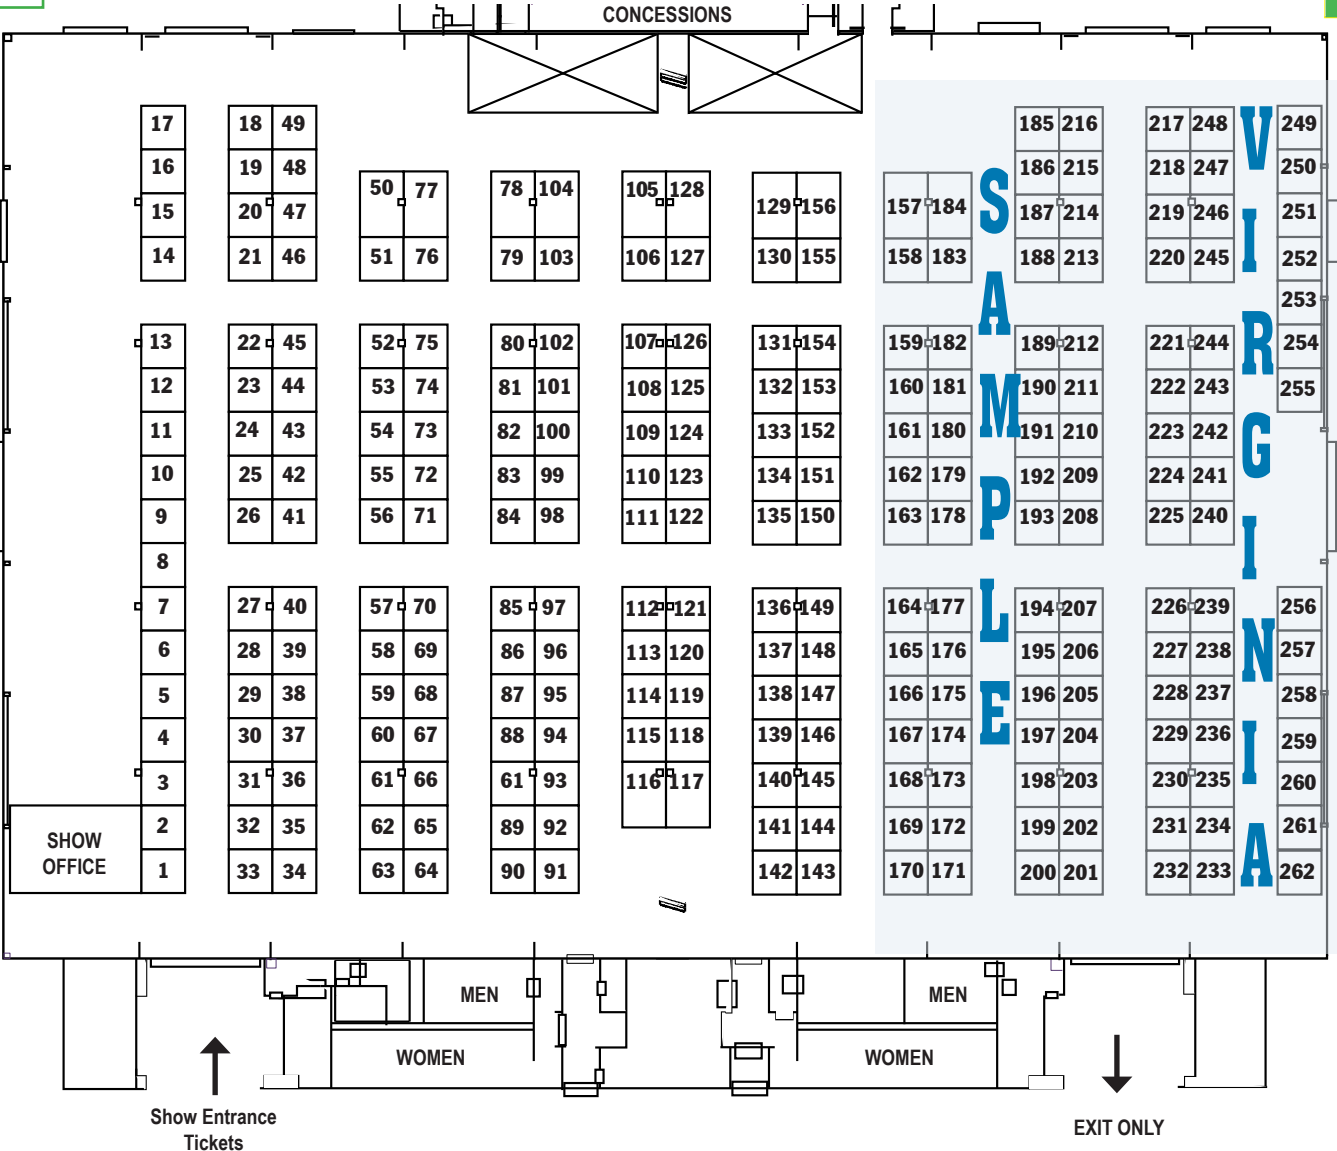 CONCESSIONS
17 18 49 185 216 217 248 249
16 19 48 186 215 218 247 250
50 77 78 104 105 128
15 20 47 129 156 157 184 187 214 219 246 251
14 21 46 51 76 79 103 106 127 130 155 158 183 188 213 220 245 252
253
13 22 45 52 75 80 102 107 126 131 154 159 182 189 212 221 244 254
12 23 44 53 74 81 101 108 125 132 153 160 181 190 211 222 243 255
11 24 43 54 73 82 100 109 124 133 152 161 180 191 210 223 242
10 25 42 55 72 83 99 110 123 134 151 162 179 192 209 224 241
9 26 41 56 71 84 98 111 122 135 150 163 178 193 208 225 240
8
7 27 40 57 70 85 97 112 121 136 149 164 177 194 207 226 239 256
6 28 39 58 69 86 96 113 120 137 148 165 176 195 206 227 238 257
5 29 38 59 68 87 95 114 119 138 147 166 175 196 205 228 237 258
4 30 37 60 67 88 94 115 118 139 146 167 174 197 204 229 236 259
3 31 36 61 66 61 93 116 117 140 145 168 173 198 203 230 235 260
2 32 35 62 65 89 92 141 144 169 172 199 202 231 234 261
1 33 34 63 64 90 91 142 143 170 171 200 201 232 233 262
SAMPLE
VIRGINIA
SHOW
OFFICE
MEN
MEN
WOMEN
WOMEN
Show Entrance
Tickets
EXIT ONLY